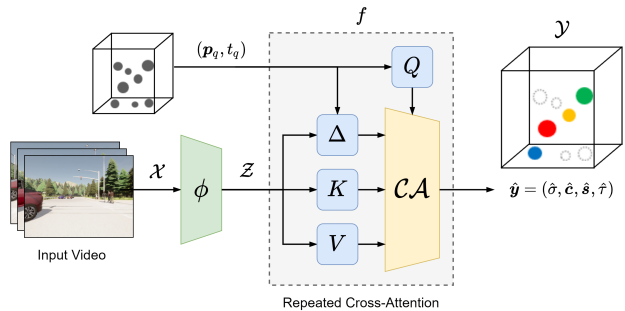 f
(p_q, t_q)
Q
𝒴
Δ
𝒳
ϕ
𝒵
K
𝒞𝒜
V
ŷ = (σ̂, ĉ, ŝ, τ̂)
Input Video
Repeated Cross-Attention